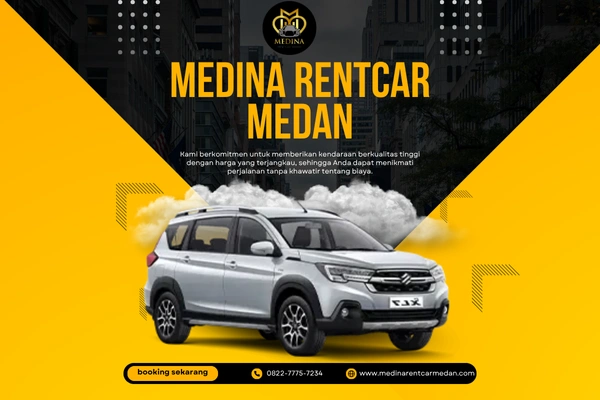 MEDINA
MEDINA RENTCAR
MEDAN
Kami berkomitmen untuk memberikan kendaraan berkualitas tinggi
dengan harga yang terjangkau, sehingga Anda dapat menikmati
perjalanan tanpa khawatir tentang biaya.
XL7
booking sekarang
0822-7775-7234
www.medinarentcarmedan.com